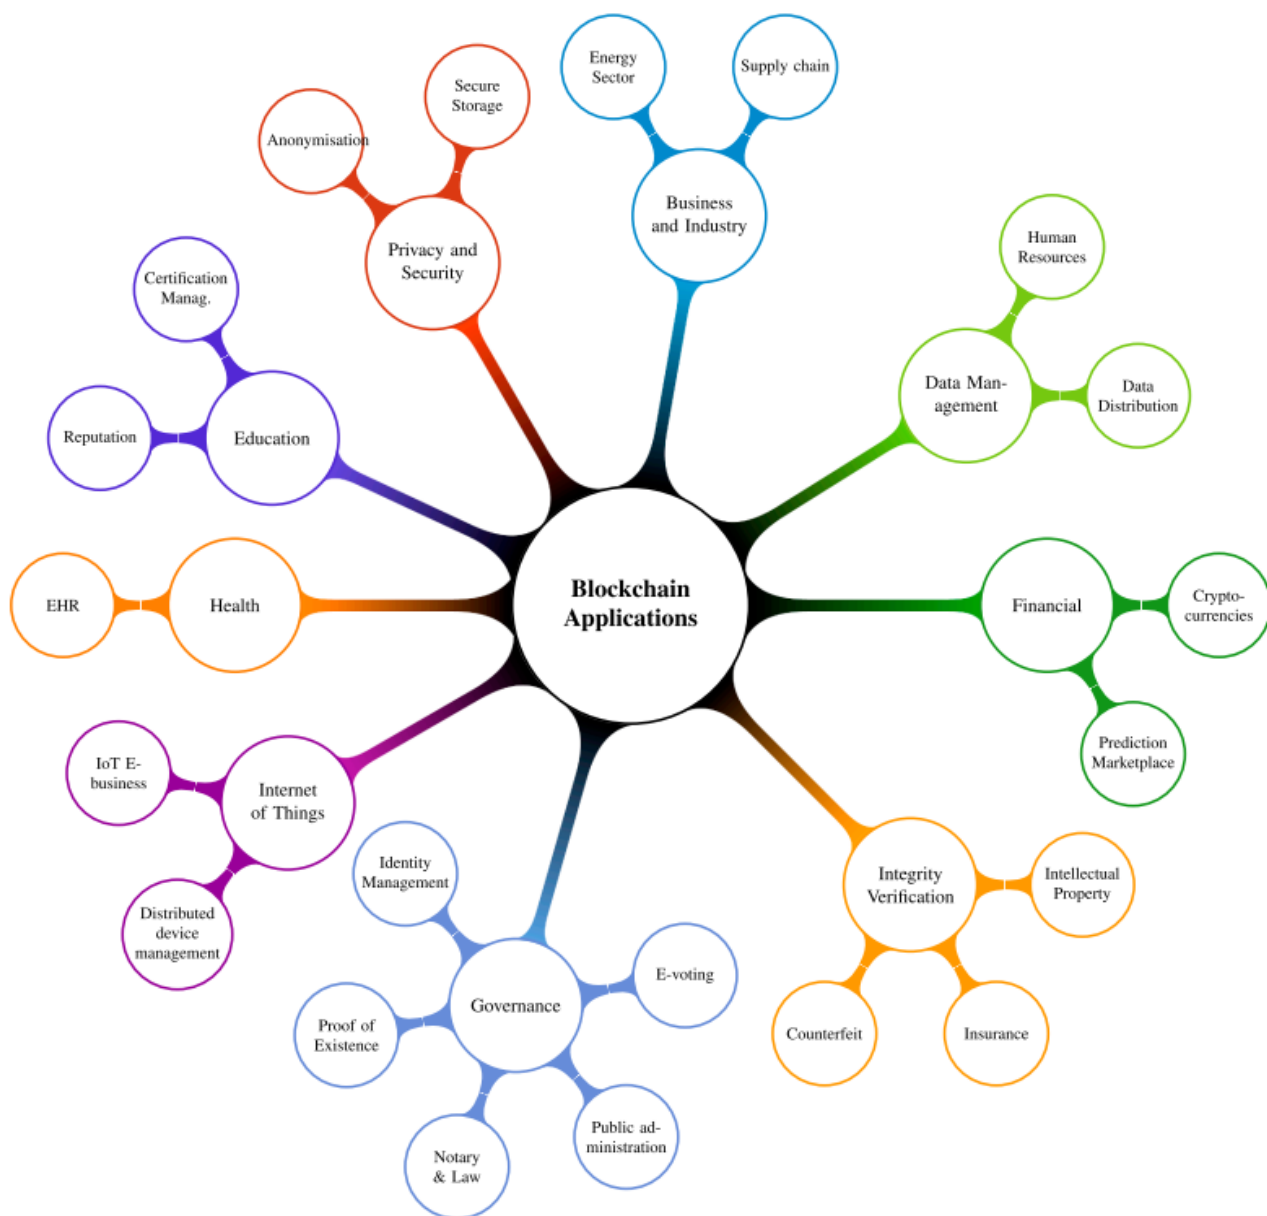 Energy
Sector
Supply chain
Secure
Storage
Anonymisation
Business
and Industry
Privacy and
Security
Human
Resources
Certification
Manag.
Data Man-
agement
Data
Distribution
Reputation
Education
Blockchain
Applications
EHR
Health
Financial
Crypto-
currencies
Prediction
Marketplace
IoT E-
business
Internet
of Things
Distributed
device
management
Identity
Management
Integrity
Verification
Intellectual
Property
E-voting
Governance
Proof of
Existence
Counterfeit
Insurance
Public ad-
ministration
Notary
& Law